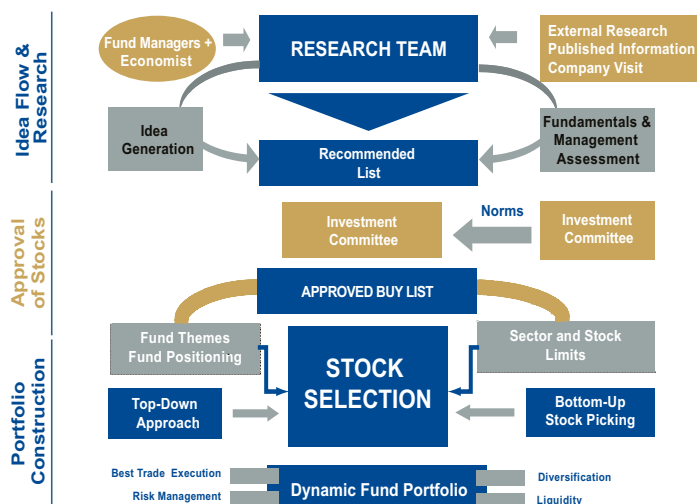 Idea Flow &
Research
Fund Managers +
Economist
RESEARCH TEAM
External Research
Published Information
Company Visit
Idea
Generation
Recommended
List
Fundamentals &
Management
Assessment
Approval
of Stocks
Investment
Committee
Norms
Investment
Committee
APPROVED BUY LIST
Fund Themes
Fund Positioning
Sector and Stock
Limits
Portfolio
Construction
STOCK
SELECTION
Top-Down
Approach
Bottom-Up
Stock Picking
Best Trade Execution
Risk Management
Dynamic Fund Portfolio
Diversification
Liquidity